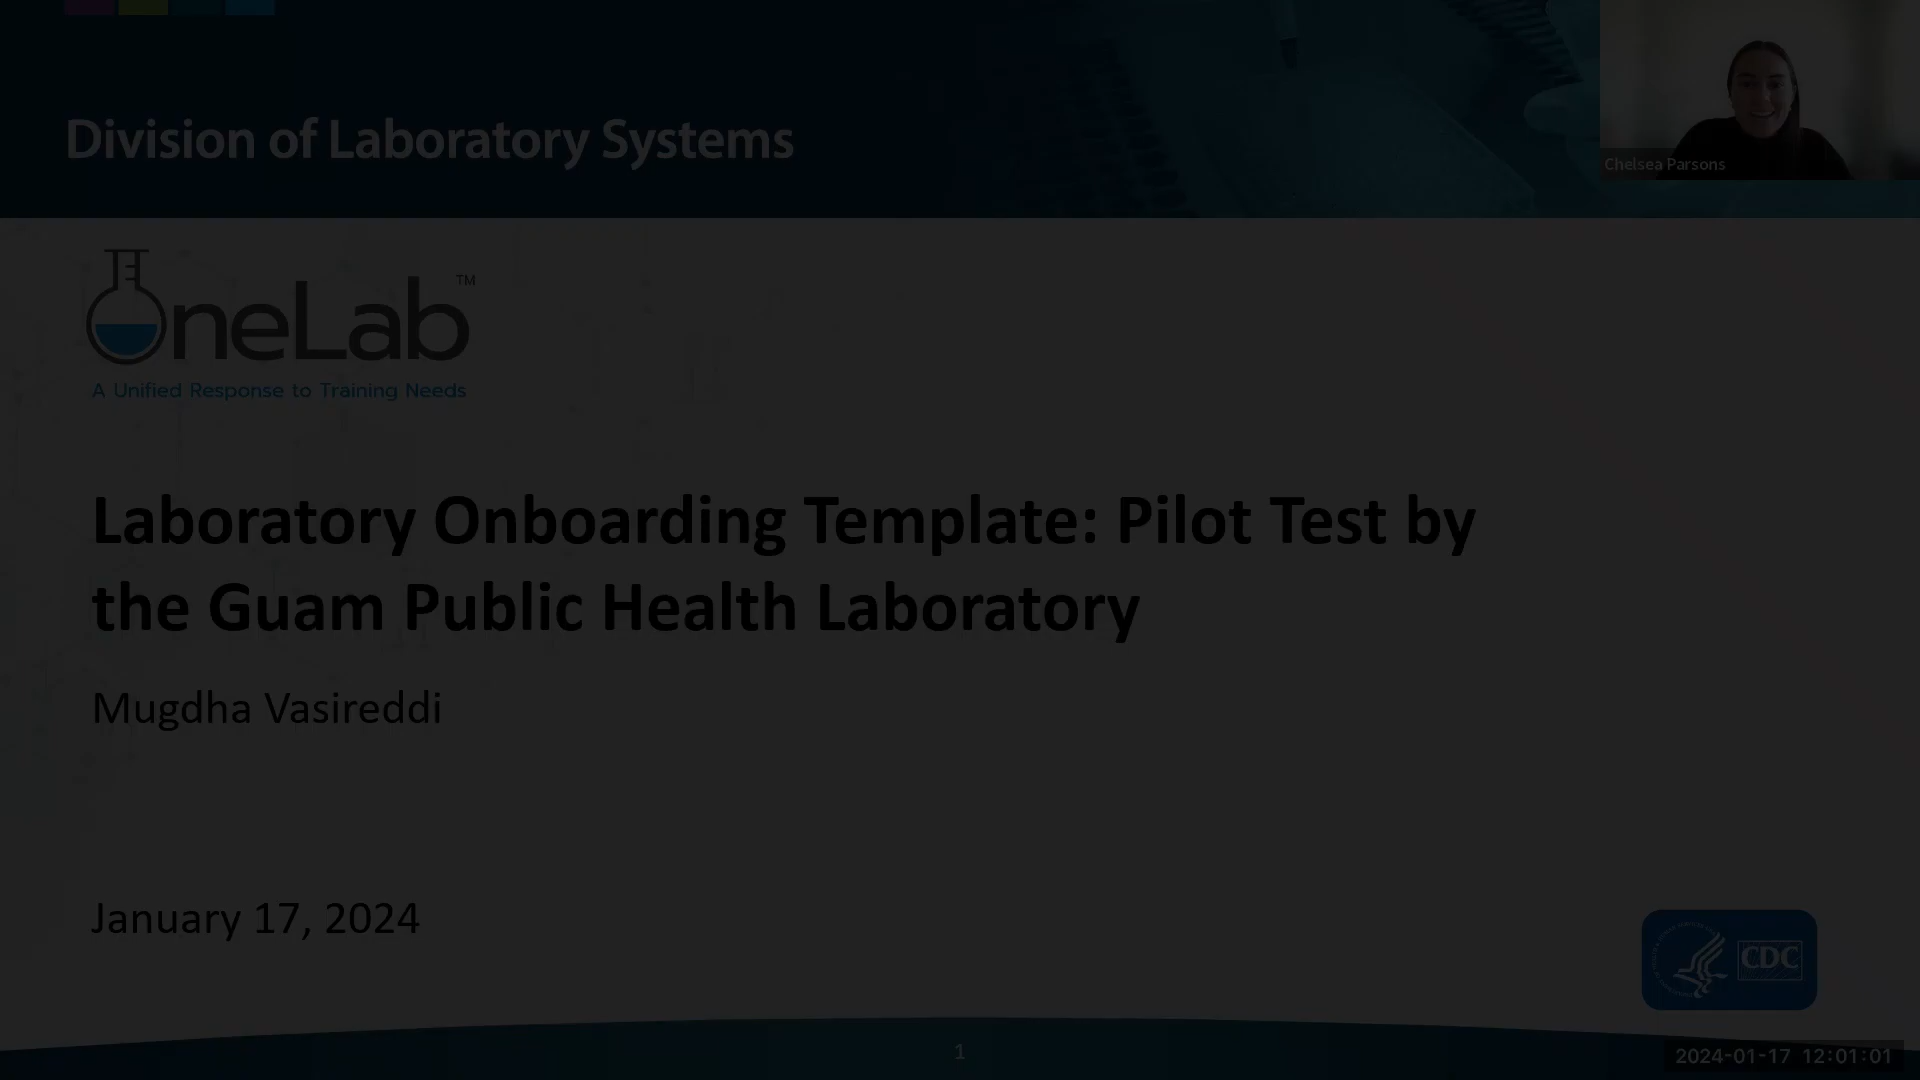 Division of Laboratory Systems
Chelsea Parsons
OneLab™
A Unified Response to Training Needs
Laboratory Onboarding Template: Pilot Test by
the Guam Public Health Laboratory
Mugdha Vasireddi
January 17, 2024
CDC
1
2024-01-17 12:01:01